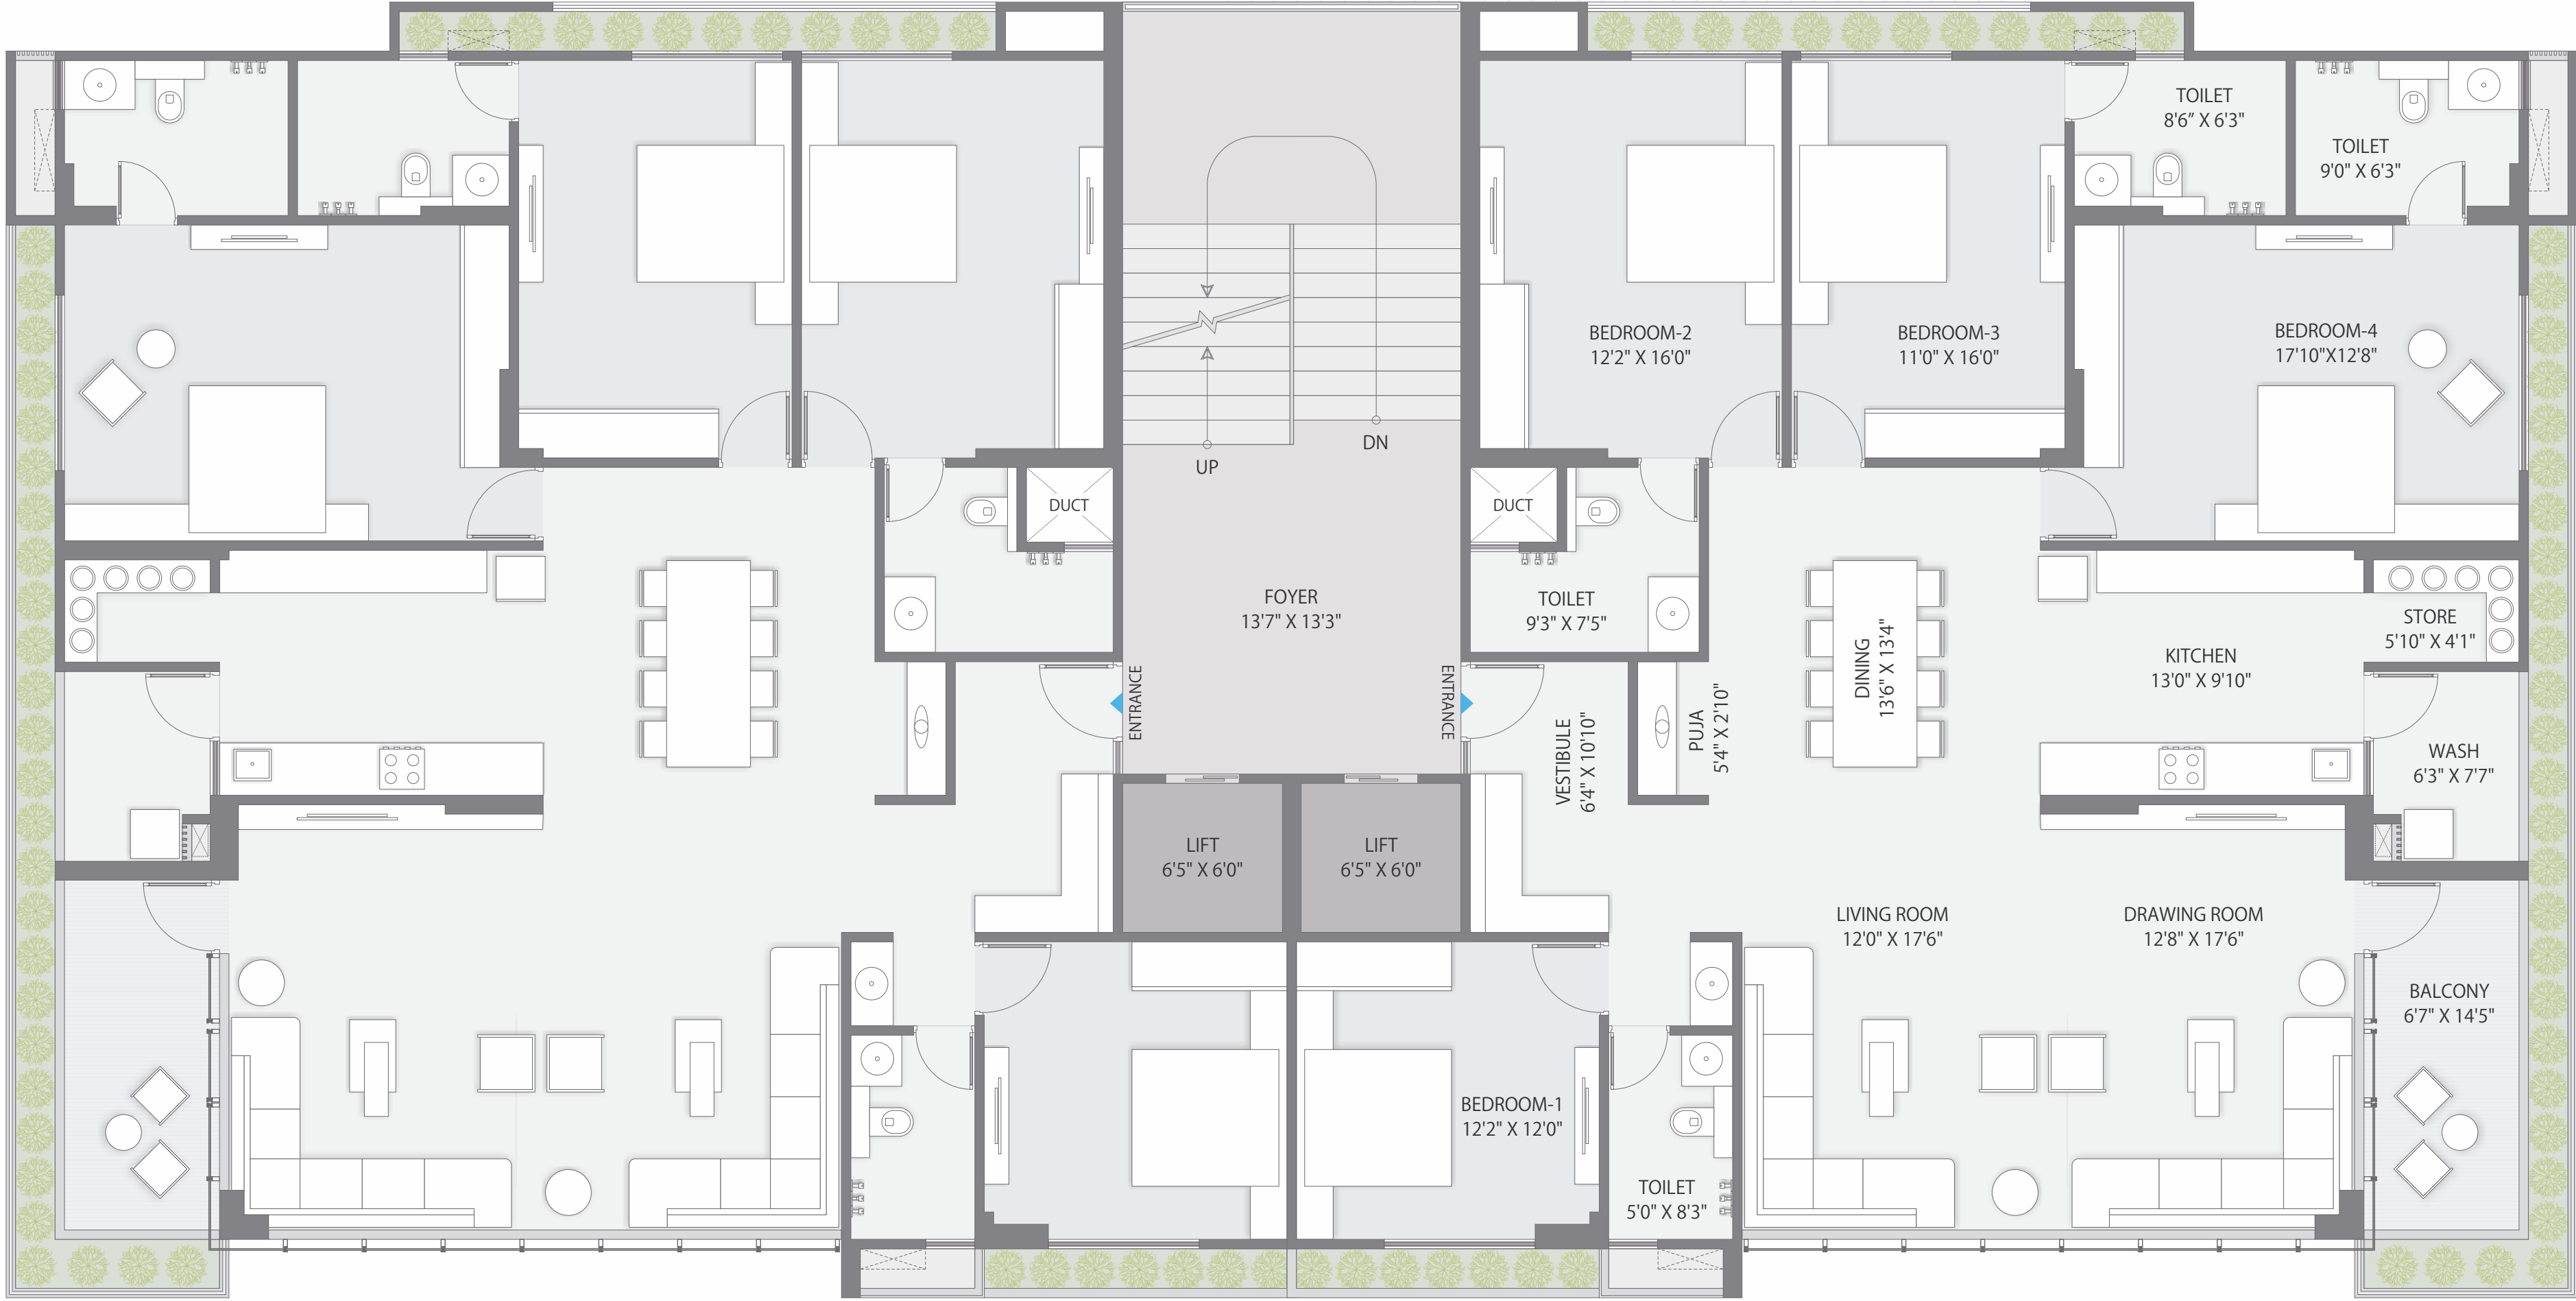 TOILET
8'6” X 6'3"
TOILET
9'0" X 6'3"
BEDROOM-2
12'2" X 16'0"
BEDROOM-3
11'0" X 16'0"
BEDROOM-4
17'10"X12'8"
UP
DN
DUCT
DUCT
FOYER
13'7" X 13'3"
TOILET
9'3" X 7'5"
DINING
13'6" X 13'4"
STORE
5'10" X 4'1"
KITCHEN
13'0" X 9'10"
ENTRANCE
ENTRANCE
VESTIBULE
6'4" X 10'10"
PUJA
5'4" X 2'10"
WASH
6'3" X 7'7"
LIFT
6'5" X 6'0"
LIFT
6'5" X 6'0"
LIVING ROOM
12'0" X 17'6"
DRAWING ROOM
12'8" X 17'6"
BALCONY
6'7" X 14'5"
BEDROOM-1
12'2" X 12'0"
TOILET
5'0" X 8'3"